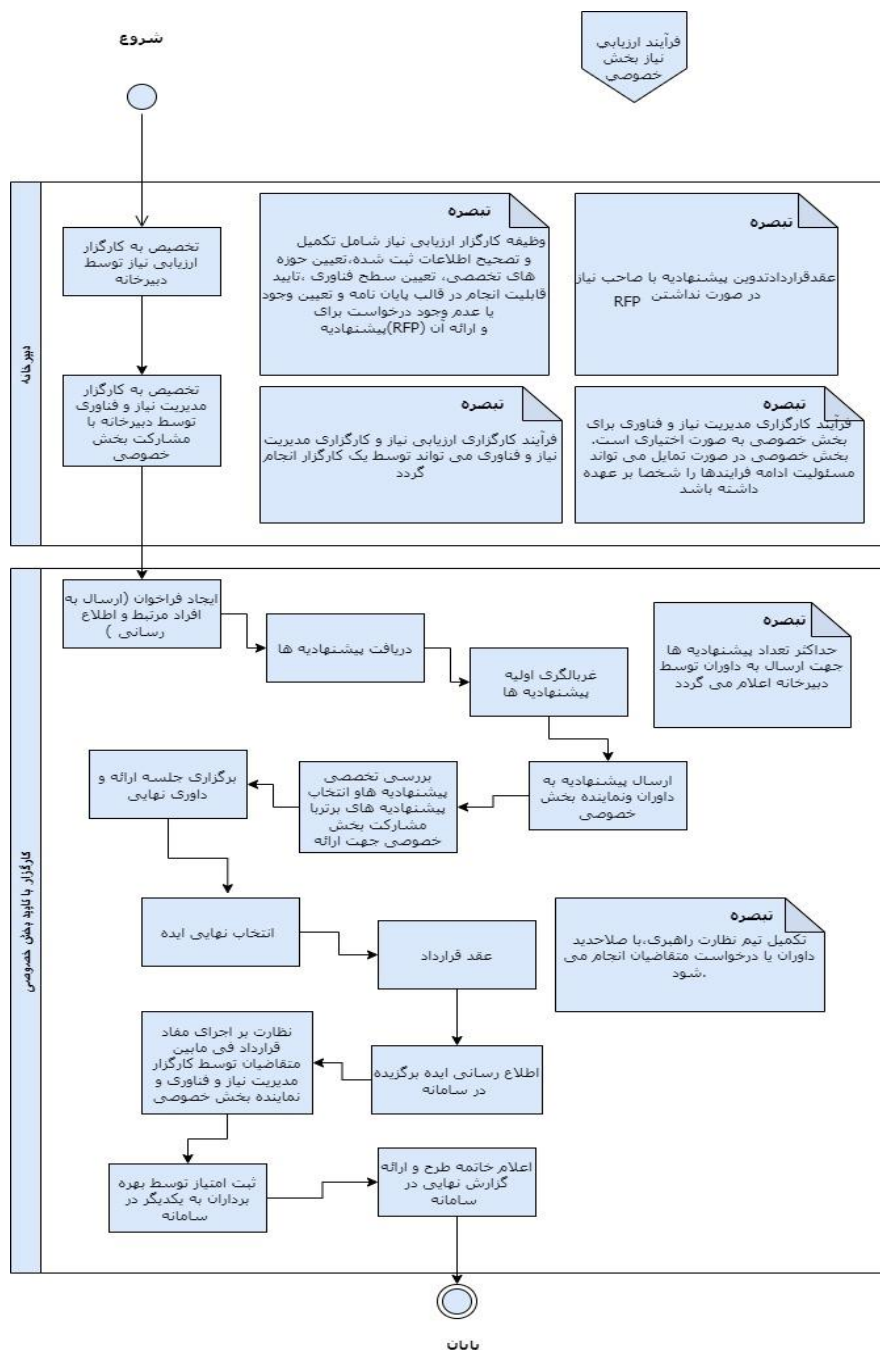 شروع
فرآیند ارزیابی
نیاز بخش
خصوصی
دبیرخانه
تخصیص به کارگزار
ارزیابی نیاز توسط
دبیرخانه
تبصره
وظیفه کارگزار ارزیابی نیاز شامل تکمیل
و تصحیح اطلاعات ثبت شده،تعیین حوزه
های تخصصی، تعیین سطح فناوری ،تایید
قابلیت انجام در قالب پایان نامه و تعیین وجود
یا عدم وجود درخواست برای
و ارائه آن (RFP)پیشنهادیه
تبصره
عقدقراردادتدوین پیشنهادیه با صاحب نیاز
در صورت نداشتن RFP
تخصیص به کارگزار
مدیریت نیاز و فناوری
توسط دبیرخانه با
مشارکت بخش
خصوصی
تبصره
فرآیند کارگزاری ارزیابی نیاز و کارگزاری مدیریت
نیاز و فناوری می تواند توسط یک کارگزار انجام
گردد
تبصره
فرآیند کارگزاری مدیریت نیاز و فناوری برای
بخش خصوصی به صورت اختیاری است.
بخش خصوصی در صورت تمایل می تواند
مسئولیت ادامه فرایندها را شخصا بر عهده
داشته باشد
کارگزار با تایید بخش خصوصی
ایجاد فراخوان (ارسال به
افراد مرتبط و اطلاع
رسانی )
دریافت پیشنهادیه ها
غربالگری اولیه
پیشنهادیه ها
تبصره
حداکثر تعداد پیشنهادیه ها
جهت ارسال به داوران توسط
دبیرخانه اعلام می گردد
ارسال پیشنهادیه به
داوران ونماینده بخش
خصوصی
بررسی تخصصی
پیشنهادیه هاو انتخاب
پیشنهادیه های برتربا
مشارکت بخش
خصوصی جهت ارائه
برگزاری جلسه ارائه و
داوری نهایی
انتخاب نهایی ایده
عقد قرارداد
تبصره
تکمیل تیم نظارت راهبری،با صلاحدید
داوران یا درخواست متقاضیان انجام می
شود.
اطلاع رسانی ایده برگزیده
در سامانه
نظارت بر اجرای مفاد
قرارداد فی مابین
متقاضیان توسط کارگزار
مدیریت نیاز و فناوری و
نماینده بخش خصوصی
ثبت امتیاز توسط بهره
برداران به یکدیگر در
سامانه
اعلام خاتمه طرح و ارائه
گزارش نهایی در
سامانه
پایان